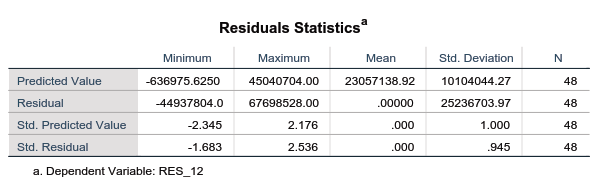 Residuals Statisticsa
Minimum Maximum Mean Std. Deviation N
Predicted Value -636975.6250 45040704.00 23057138.92 10104044.27 48
Residual -44937804.0 67698528.00 .00000 25236703.97 48
Std. Predicted Value -2.345 2.176 .000 1.000 48
Std. Residual -1.683 2.536 .000 .945 48
a. Dependent Variable: RES_12